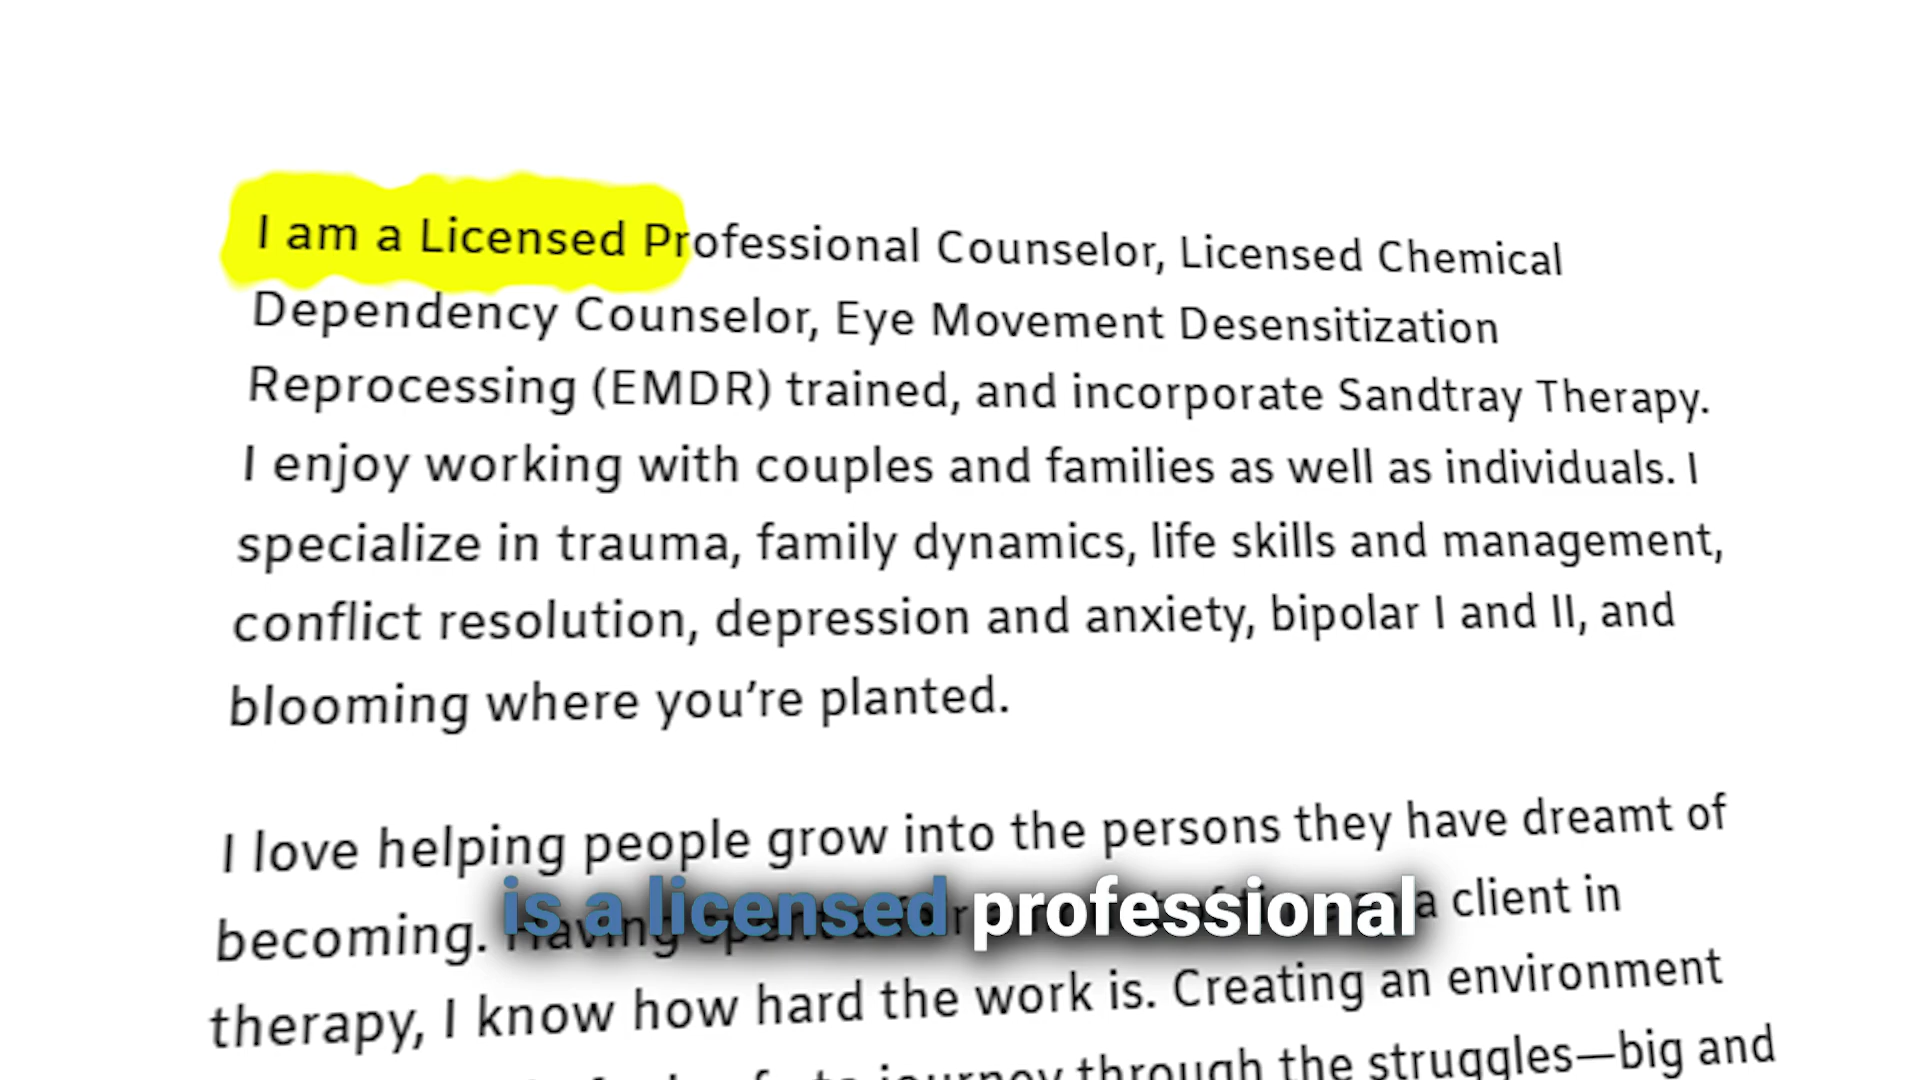 I am a Licensed Professional Counselor, Licensed Chemical
Dependency Counselor, Eye Movement Desensitization
Reprocessing (EMDR) trained, and incorporate Sandtray Therapy.
I enjoy working with couples and families as well as individuals. I
specialize in trauma, family dynamics, life skills and management,
conflict resolution, depression and anxiety, bipolar I and II, and
blooming where you’re planted.
I love helping people grow into the persons they have dreamt of
becoming. Having spent a client in
is a licensed professional
therapy, I know how hard the work is. Creating an environment
journey through the struggles—big and